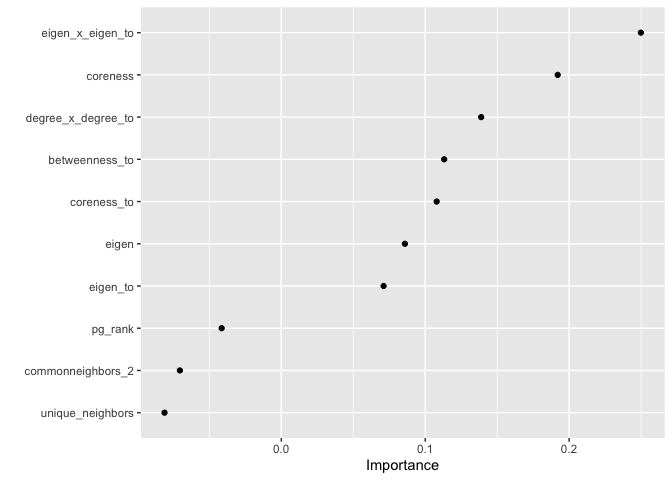 eigen_x_eigen_to
coreness
degree_x_degree_to
betweenness_to
coreness_to
eigen
eigen_to
pg_rank
commonneighbors_2
unique_neighbors
0.0 0.1 0.2
Importance